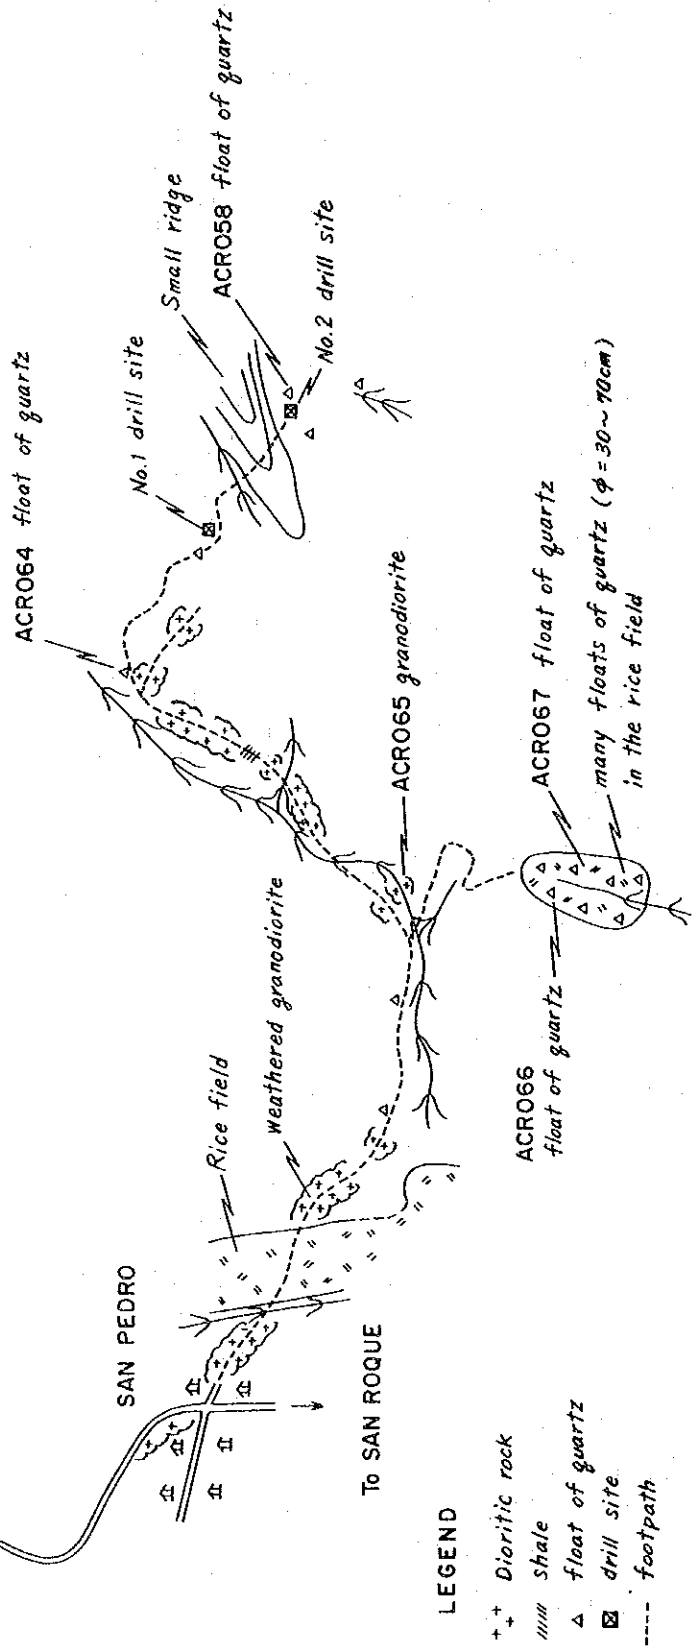 SAN PEDRO
To SAN ROQUE
Rice field
Weathered granodiorite
ACR064 float of quartz
No.1 drill site
Small ridge
ACR058 float of quartz
No.2 drill site
ACR065 granodiorite
ACR066
float of quartz
ACR067 float of quartz
many floats of quartz (φ=30~70cm)
in the rice field
LEGEND
Dioritic rock
shale
float of quartz
drill site
footpath